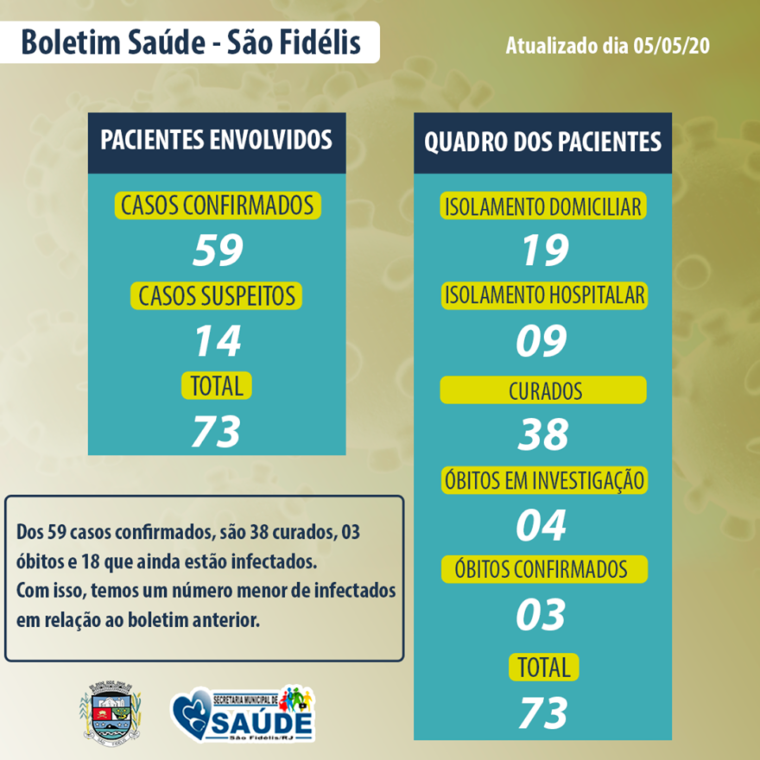 Boletim Saúde - São Fidélis
Atualizado dia 05/05/20
PACIENTES ENVOLVIDOS
CASOS CONFIRMADOS
59
CASOS SUSPEITOS
14
TOTAL
73
QUADRO DOS PACIENTES
ISOLAMENTO DOMICILIAR
19
ISOLAMENTO HOSPITALAR
09
CURADOS
38
ÓBITOS EM INVESTIGAÇÃO
04
ÓBITOS CONFIRMADOS
03
TOTAL
73
Dos 59 casos confirmados, são 38 curados, 03
óbitos e 18 que ainda estão infectados.
Com isso, temos um número menor de infectados
em relação ao boletim anterior.
SECRETARIA MUNICIPAL DE
SAÚDE
São Fidélis/RJ